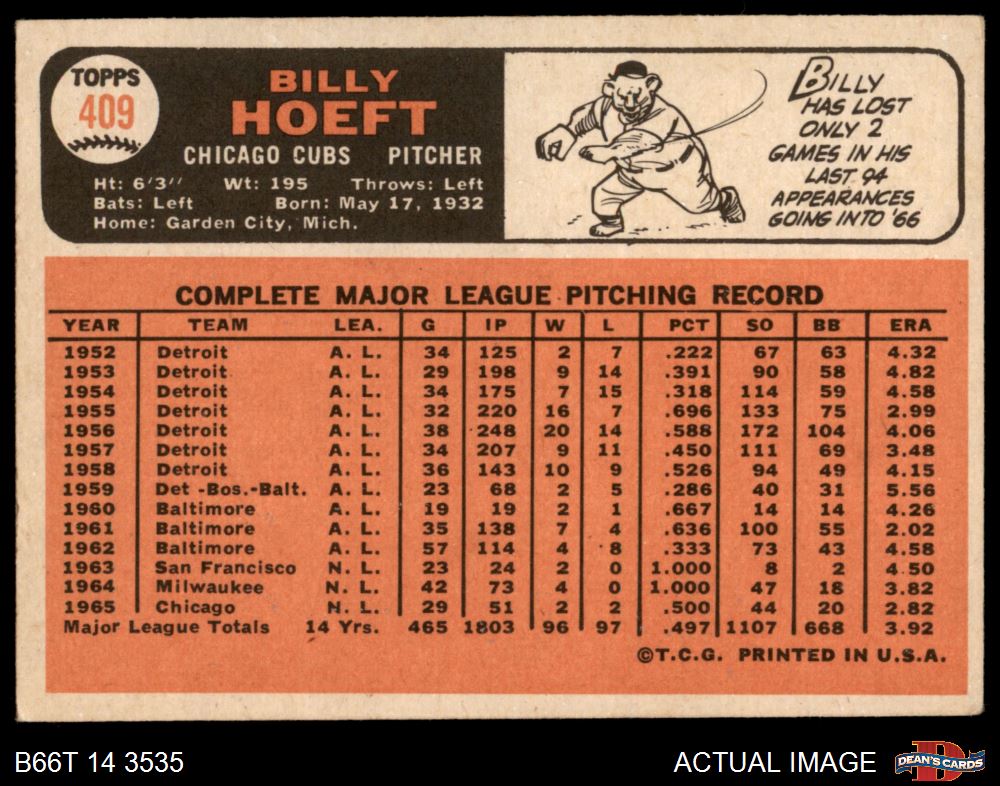 TOPPS
409
BILLY
HOEFT
CHICAGO CUBS PITCHER
Ht: 6'3" Wt: 195 Throws: Left
Bats: Left Born: May 17, 1932
Home: Garden City, Mich.
BILLY
HAS LOST
ONLY 2
GAMES IN HIS
LAST 94
APPEARANCES
GOING INTO '66
COMPLETE MAJOR LEAGUE PITCHING RECORD
YEAR TEAM LEA. G IP W L PCT SO BB ERA
1952 Detroit A. L. 34 125 2 7 .222 67 63 4.32
1953 Detroit A. L. 29 198 9 14 .391 90 58 4.82
1954 Detroit A. L. 34 175 7 15 .318 114 59 4.58
1955 Detroit A. L. 32 220 16 7 .696 133 75 2.99
1956 Detroit A. L. 38 248 20 14 .588 172 104 4.06
1957 Detroit A. L. 34 207 9 11 .450 111 69 3.48
1958 Detroit A. L. 36 143 10 9 .526 94 49 4.15
1959 Det -Bos.-Balt. A. L. 23 68 2 5 .286 40 31 5.56
1960 Baltimore A. L. 19 19 2 1 .667 14 14 4.26
1961 Baltimore A. L. 35 138 7 4 .636 100 55 2.02
1962 Baltimore A. L. 57 114 4 8 .333 73 43 4.58
1963 San Francisco N. L. 23 24 2 0 1.000 8 2 4.50
1964 Milwaukee N. L. 42 73 4 0 1.000 47 18 3.82
1965 Chicago N. L. 29 51 2 2 .500 44 20 2.82
Major League Totals 14 Yrs. 465 1803 96 97 .497 1107 668 3.92
©T.C.G. PRINTED IN U.S.A.
B66T 14 3535 ACTUAL IMAGE DEAN'S CARDS